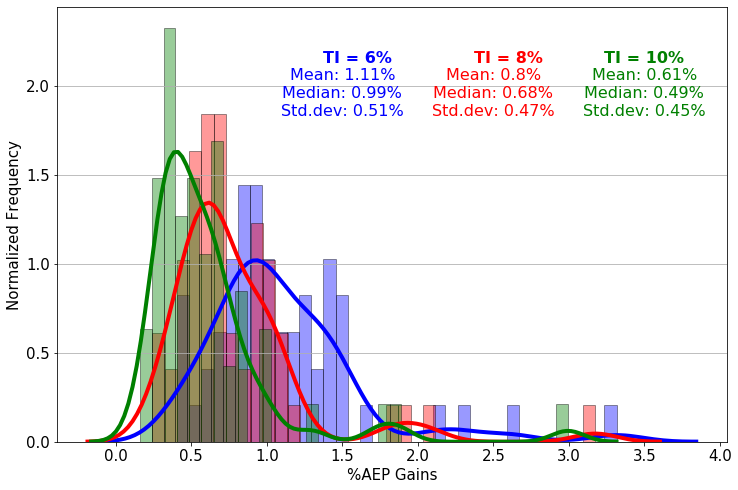 TI = 6%
Mean: 1.11%
Median: 0.99%
Std.dev: 0.51%
TI = 8%
Mean: 0.8%
Median: 0.68%
Std.dev: 0.47%
TI = 10%
Mean: 0.61%
Median: 0.49%
Std.dev: 0.45%
Normalized Frequency
2.0
1.5
1.0
0.5
0.0
0.0 0.5 1.0 1.5 2.0 2.5 3.0 3.5 4.0
%AEP Gains